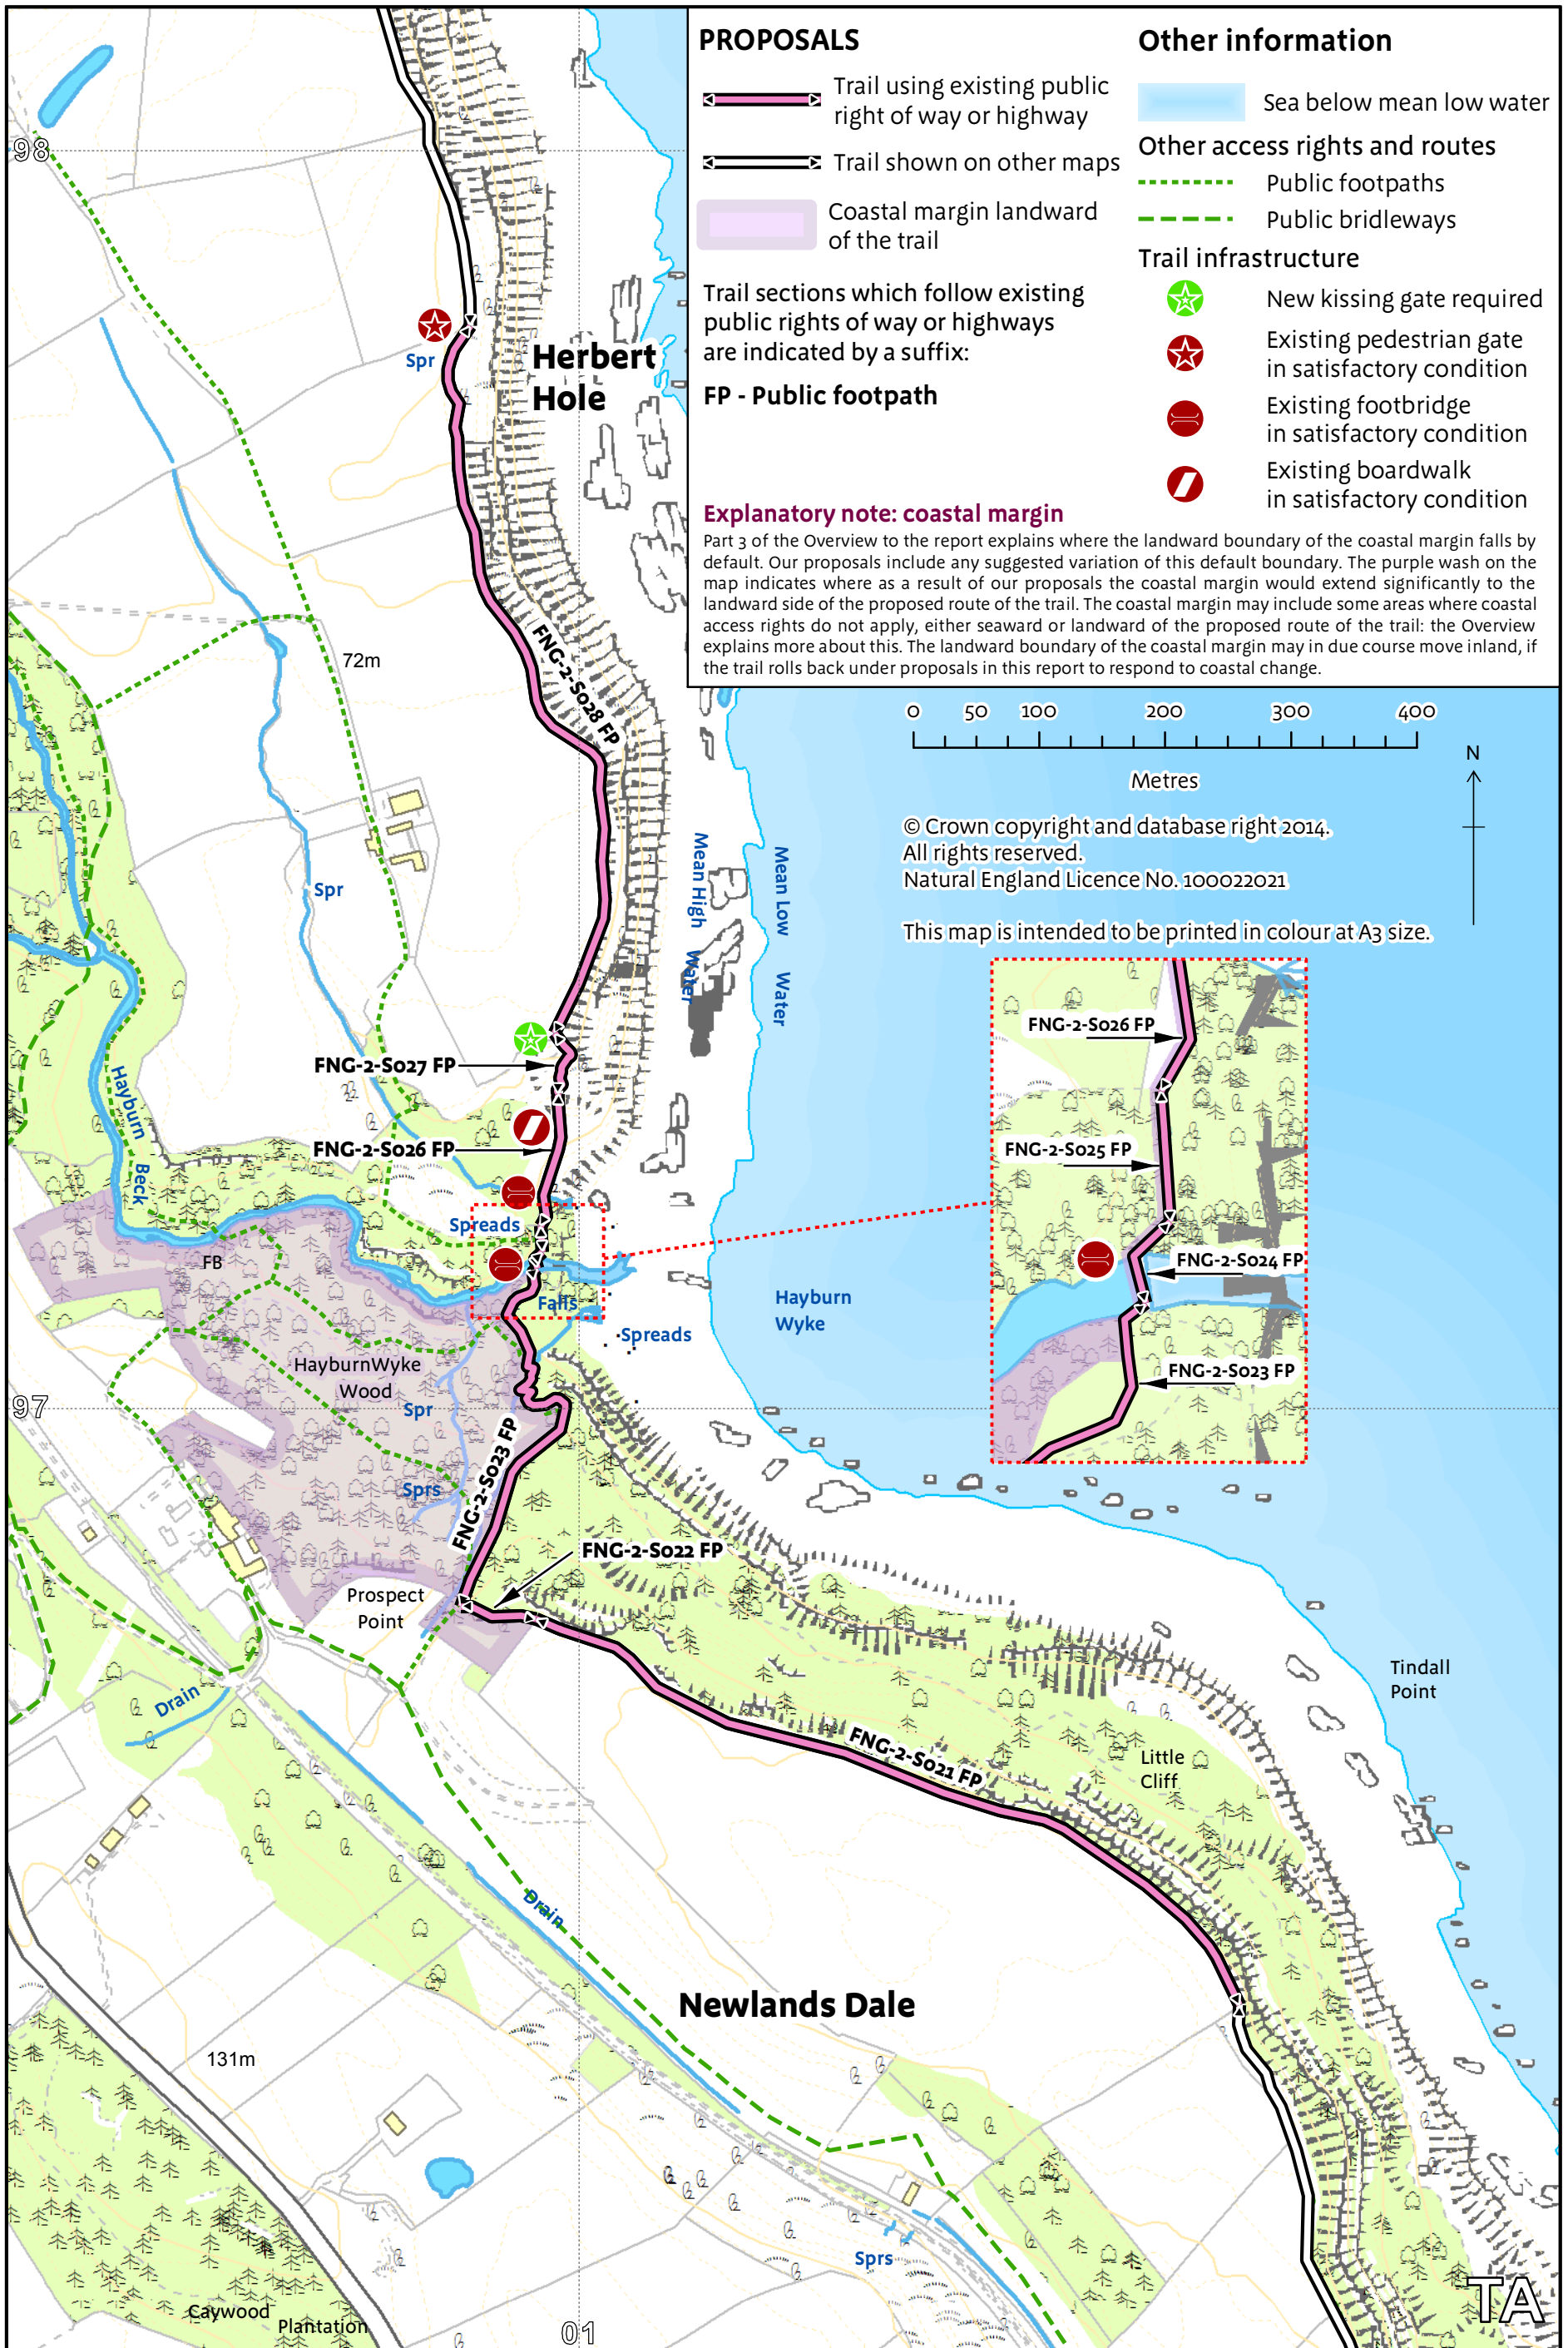 PROPOSALS
Trail using existing public
right of way or highway
Trail shown on other maps
Coastal margin landward
of the trail
Trail sections which follow existing
public rights of way or highways
are indicated by a suffix:
FP - Public footpath
Other information
Sea below mean low water
Other access rights and routes
Public footpaths
Public bridleways
Trail infrastructure
New kissing gate required
Existing pedestrian gate
in satisfactory condition
Existing footbridge
in satisfactory condition
Existing boardwalk
in satisfactory condition
Explanatory note: coastal margin
Part 3 of the Overview to the report explains where the landward boundary of the coastal margin falls by
default. Our proposals include any suggested variation of this default boundary. The purple wash on the
map indicates where as a result of our proposals the coastal margin would extend significantly to the
landward side of the proposed route of the trail. The coastal margin may include some areas where coastal
access rights do not apply, either seaward or landward of the proposed route of the trail: the Overview
explains more about this. The landward boundary of the coastal margin may in due course move inland, if
the trail rolls back under proposals in this report to respond to coastal change.
0 50 100 200 300 400
Metres
N
© Crown copyright and database right 2014.
All rights reserved.
Natural England Licence No. 100022021
This map is intended to be printed in colour at A3 size.
98
Spr
Herbert
Hole
72m
FNG-2-S028 FP
Spr
Mean High Water
Mean Low Water
FNG-2-S027 FP
FNG-2-S026 FP
Hayburn Beck
Spreads
FB
Falls
Spreads
Hayburn
Wyke
FNG-2-S026 FP
FNG-2-S025 FP
FNG-2-S024 FP
FNG-2-S023 FP
HayburnWyke
Wood
97
Spr
Sprs
FNG-2-S023 FP
FNG-2-S022 FP
Prospect
Point
Drain
Tindall
Point
FNG-2-S021 FP
Little
Cliff
Drain
Newlands Dale
131m
Sprs
Caywood
Plantation
01
TA